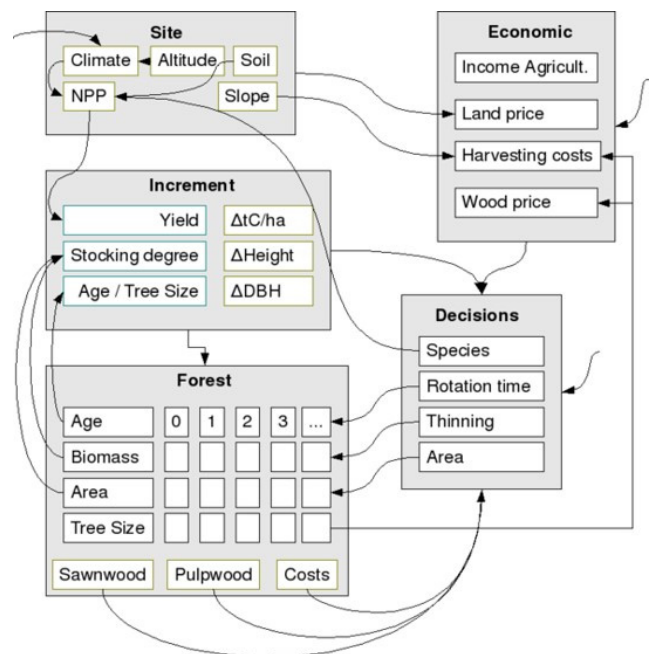 Site
Climate
Altitude
Soil
NPP
Slope
Economic
Income Agricult.
Land price
Harvesting costs
Wood price
Increment
Yield
ΔtC/ha
Stocking degree
ΔHeight
Age / Tree Size
ΔDBH
Decisions
Species
Rotation time
Thinning
Area
Forest
Age 0 1 2 3 ...
Biomass
Area
Tree Size
Sawnwood
Pulpwood
Costs